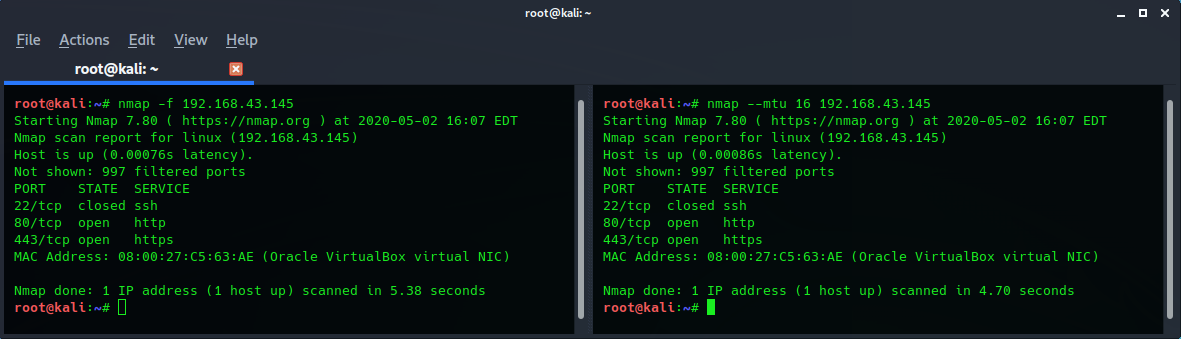 root@kali: ~
File Actions Edit View Help
root@kali: ~
root@kali:~# nmap -f 192.168.43.145
Starting Nmap 7.80 ( https://nmap.org ) at 2020-05-02 16:07 EDT
Nmap scan report for linux (192.168.43.145)
Host is up (0.00076s latency).
Not shown: 997 filtered ports
PORT    STATE  SERVICE
22/tcp  closed ssh
80/tcp  open   http
443/tcp open   https
MAC Address: 08:00:27:C5:63:AE (Oracle VirtualBox virtual NIC)
Nmap done: 1 IP address (1 host up) scanned in 5.38 seconds
root@kali:~#
root@kali:~# nmap --mtu 16 192.168.43.145
Starting Nmap 7.80 ( https://nmap.org ) at 2020-05-02 16:07 EDT
Nmap scan report for linux (192.168.43.145)
Host is up (0.00086s latency).
Not shown: 997 filtered ports
PORT    STATE  SERVICE
22/tcp  closed ssh
80/tcp  open   http
443/tcp open   https
MAC Address: 08:00:27:C5:63:AE (Oracle VirtualBox virtual NIC)
Nmap done: 1 IP address (1 host up) scanned in 4.70 seconds
root@kali:~#